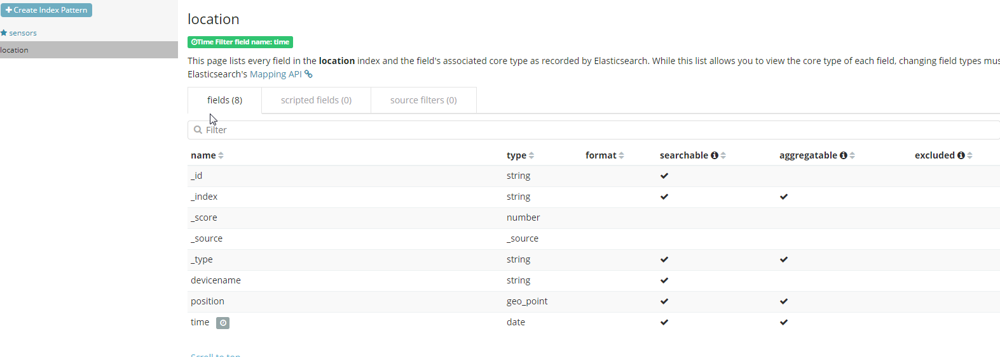 Create Index Pattern
sensors
location
location
Time Filter field name: time
This page lists every field in the location index and the field's associated core type as recorded by Elasticsearch. While this list allows you to view the core type of each field, changing field types mus
Elasticsearch's Mapping API
fields (8) scripted fields (0) source filters (0)
Filter
name type format searchable aggregatable excluded
_id string
_index string
_score number
_source _source
_type string
devicename string
position geo_point
time date
Scroll to top